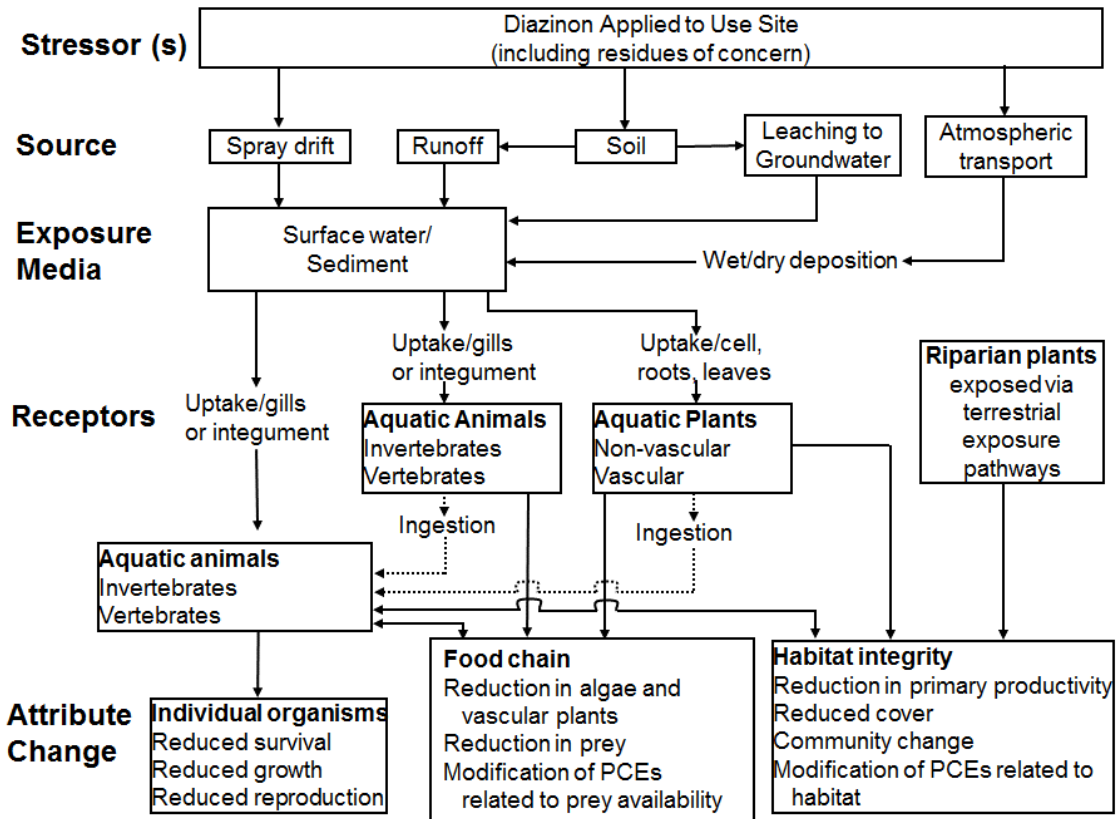 Stressor (s)
Diazinon Applied to Use Site
(including residues of concern)
Source
Spray drift
Runoff
Soil
Leaching to
Groundwater
Atmospheric
transport
Exposure
Media
Surface water/
Sediment
Wet/dry deposition
Receptors
Uptake/gills
or integument
Uptake/gills
or integument
Uptake/cell,
roots, leaves
Riparian plants
exposed via
terrestrial
exposure
pathways
Aquatic Animals
Invertebrates
Vertebrates
Aquatic Plants
Non-vascular
Vascular
Ingestion
Ingestion
Aquatic animals
Invertebrates
Vertebrates
Attribute
Change
Individual organisms
Reduced survival
Reduced growth
Reduced reproduction
Food chain
Reduction in algae and
vascular plants
Reduction in prey
Modification of PCEs
related to prey availability
Habitat integrity
Reduction in primary productivity
Reduced cover
Community change
Modification of PCEs related to
habitat